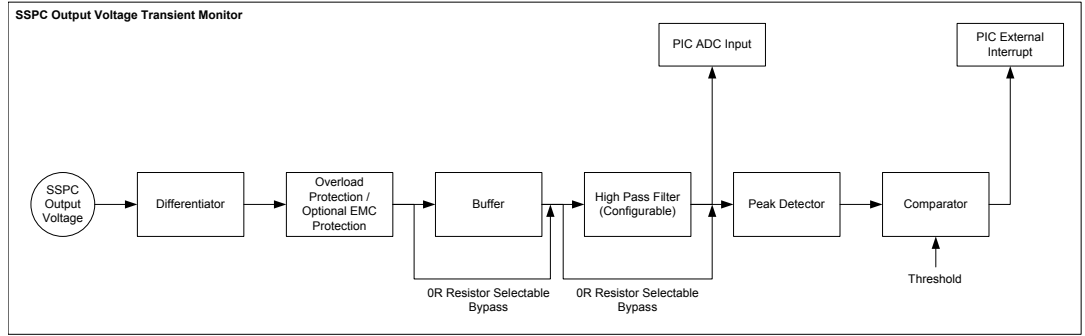 SSPC Output Voltage Transient Monitor
PIC ADC Input
PIC External
Interrupt
SSPC
Output
Voltage
Differentiator
Overload
Protection /
Optional EMC
Protection
Buffer
High Pass Filter
(Configurable)
Peak Detector
Comparator
0R Resistor Selectable
Bypass
0R Resistor Selectable
Bypass
Threshold